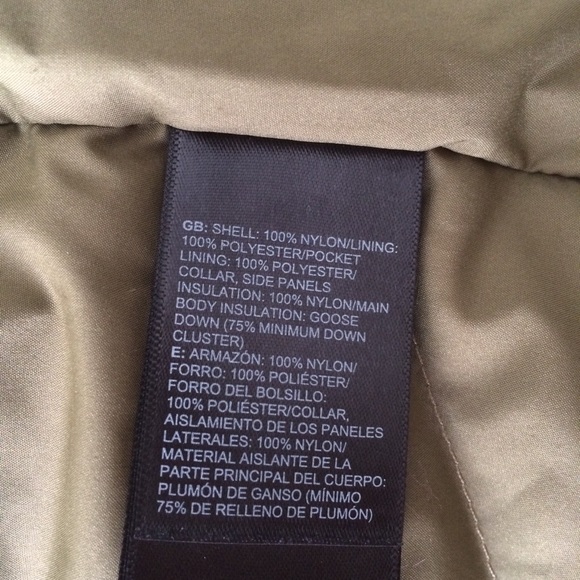 GB: SHELL: 100% NYLON/LINING:
100% POLYESTER/POCKET
LINING: 100% POLYESTER/
COLLAR, SIDE PANELS
INSULATION: 100% NYLON/MAIN
BODY INSULATION: GOOSE
DOWN (75% MINIMUM DOWN
CLUSTER)
E: ARMAZÓN: 100% NYLON/
FORRO: 100% POLIÉSTER/
FORRO DEL BOLSILLO:
100% POLIÉSTER/COLLAR,
AISLAMIENTO DE LOS PANELES
LATERALES: 100% NYLON/
MATERIAL AISLANTE DE LA
PARTE PRINCIPAL DEL CUERPO:
PLUMÓN DE GANSO (MÍNIMO
75% DE RELLENO DE PLUMÓN)